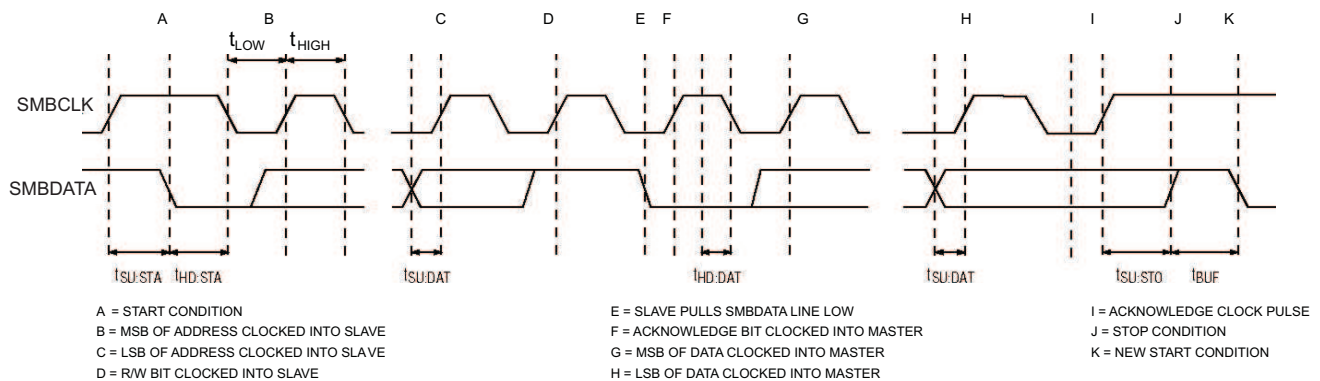 A B C D E F G H I J K
tLOW tHIGH
SMBCLK
SMBDATA
tSU:STA tHD:STA tSU:DAT tHD:DAT tSU:DAT tSU:STO tBUF
A = START CONDITION
B = MSB OF ADDRESS CLOCKED INTO SLAVE
C = LSB OF ADDRESS CLOCKED INTO SLAVE
D = R/W BIT CLOCKED INTO SLAVE
E = SLAVE PULLS SMBDATA LINE LOW
F = ACKNOWLEDGE BIT CLOCKED INTO MASTER
G = MSB OF DATA CLOCKED INTO MASTER
H = LSB OF DATA CLOCKED INTO MASTER
I = ACKNOWLEDGE CLOCK PULSE
J = STOP CONDITION
K = NEW START CONDITION